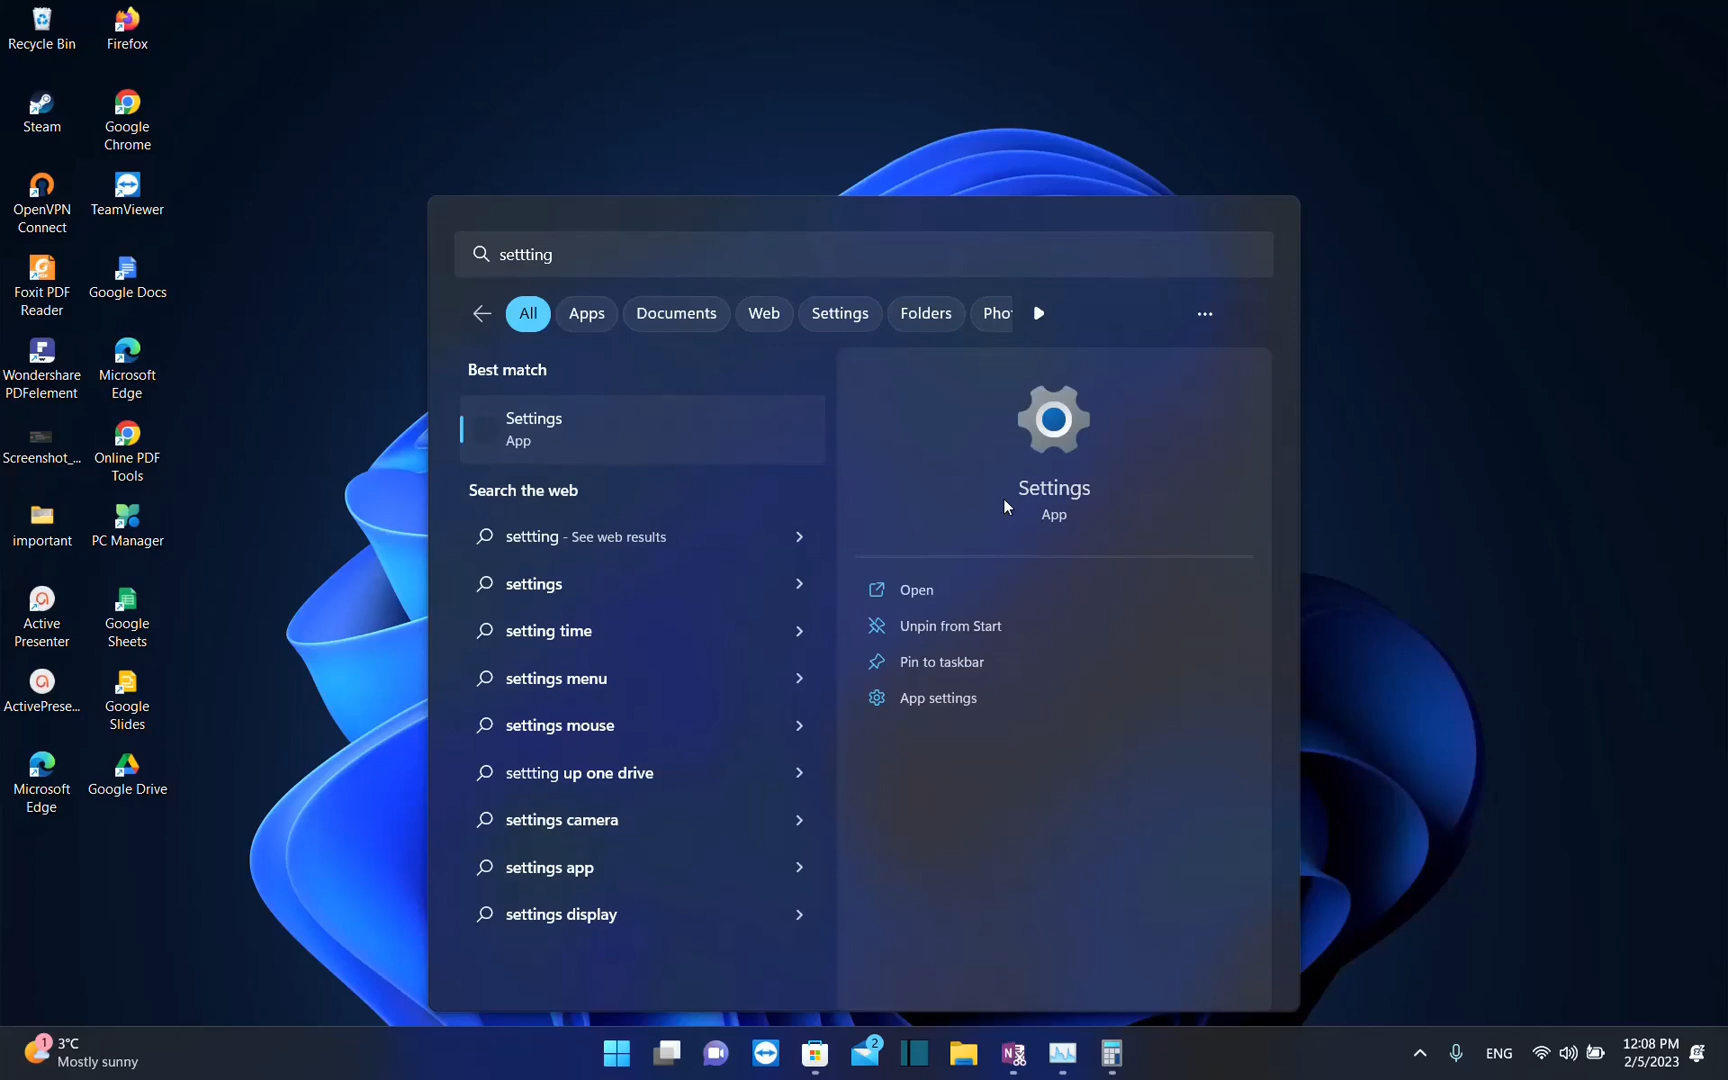 Recycle Bin
Firefox
Steam
Google
Chrome
OpenVPN
Connect
TeamViewer
Foxit PDF
Reader
Google Docs
Wondershare
PDFelement
Microsoft
Edge
Screenshot_...
Online PDF
Tools
important
PC Manager
Active
Presenter
Google
Sheets
ActivePrese...
Google
Slides
Microsoft
Edge
Google Drive
settting
All
Apps
Documents
Web
Settings
Folders
Pho
Best match
Settings
App
Search the web
settting - See web results
settings
setting time
settings menu
settings mouse
settting up one drive
settings camera
settings app
settings display
Settings
App
Open
Unpin from Start
Pin to taskbar
App settings
1
3°C
Mostly sunny
2
N
ENG
12:08 PM
2/5/2023